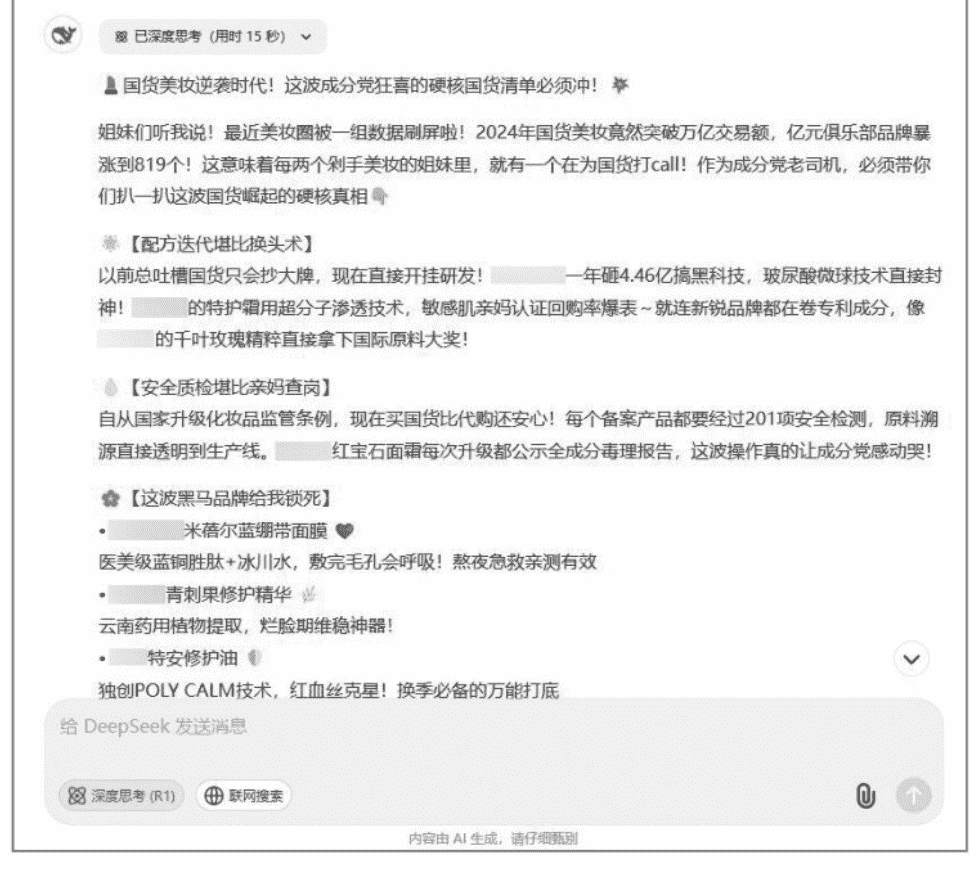 已深度思考（用时 15 秒）
国货美妆逆袭时代！这波成分党狂喜的硬核国货清单必须冲！
姐妹们听我说！最近美妆圈被一组数据刷屏啦！2024年国货美妆竟然突破万亿交易额，亿元俱乐部品牌暴
涨到819个！这意味着每两个剁手美妆的姐妹里，就有一个在为国货打call！作为成分党老司机，必须带你
们扒一扒这波国货崛起的硬核真相
【配方迭代堪比换头术】
以前总吐槽国货只会抄大牌，现在直接开挂研发！一年砸4.46亿搞黑科技，玻尿酸微球技术直接封
神！的特护霜用超分子渗透技术，敏感肌亲妈认证回购率爆表～就连新锐品牌都在卷专利成分，像
的千叶玫瑰精粹直接拿下国际原料大奖！
【安全质检堪比亲妈查岗】
自从国家升级化妆品监管条例，现在买国货比代购还安心！每个备案产品都要经过201项安全检测，原料溯
源直接透明到生产线。红宝石面霜每次升级都公示全成分毒理报告，这波操作真的让成分党感动哭！
【这波黑马品牌给我锁死】
•米蓓尔蓝绷带面膜
医美级蓝铜胜肽+冰川水，敷完毛孔会呼吸！熬夜急救亲测有效
•青刺果修护精华
云南药用植物提取，烂脸期维稳神器！
•特安修护油
独创POLY CALM技术，红血丝克星！换季必备的万能打底
给 DeepSeek 发送消息
深度思考 (R1) 联网搜索
内容由 AI 生成，请仔细甄别